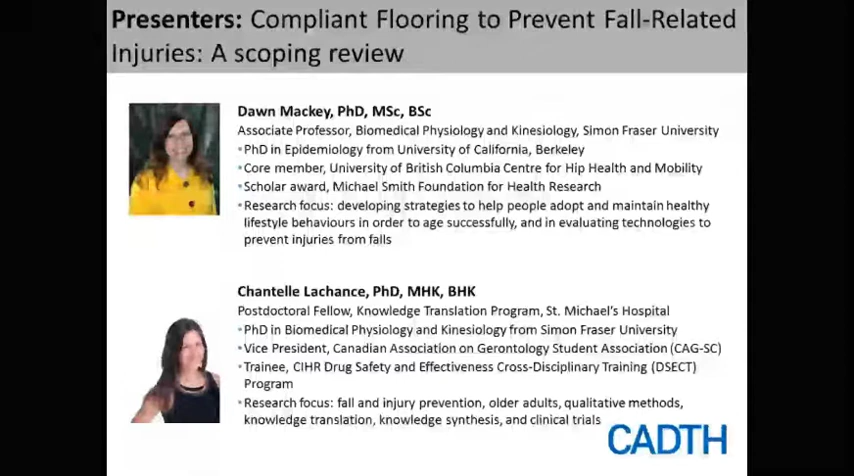 Presenters: Compliant Flooring to Prevent Fall-Related
Injuries: A scoping review
Dawn Mackey, PhD, MSc, BSc
Associate Professor, Biomedical Physiology and Kinesiology, Simon Fraser University
•PhD in Epidemiology from University of California, Berkeley
•Core member, University of British Columbia Centre for Hip Health and Mobility
•Scholar award, Michael Smith Foundation for Health Research
•Research focus: developing strategies to help people adopt and maintain healthy
lifestyle behaviours in order to age successfully, and in evaluating technologies to
prevent injuries from falls
Chantelle Lachance, PhD, MHK, BHK
Postdoctoral Fellow, Knowledge Translation Program, St. Michael's Hospital
•PhD in Biomedical Physiology and Kinesiology from Simon Fraser University
•Vice President, Canadian Association on Gerontology Student Association (CAG-SC)
•Trainee, CIHR Drug Safety and Effectiveness Cross-Disciplinary Training (DSECT)
Program
•Research focus: fall and injury prevention, older adults, qualitative methods,
knowledge translation, knowledge synthesis, and clinical trials
CADTH